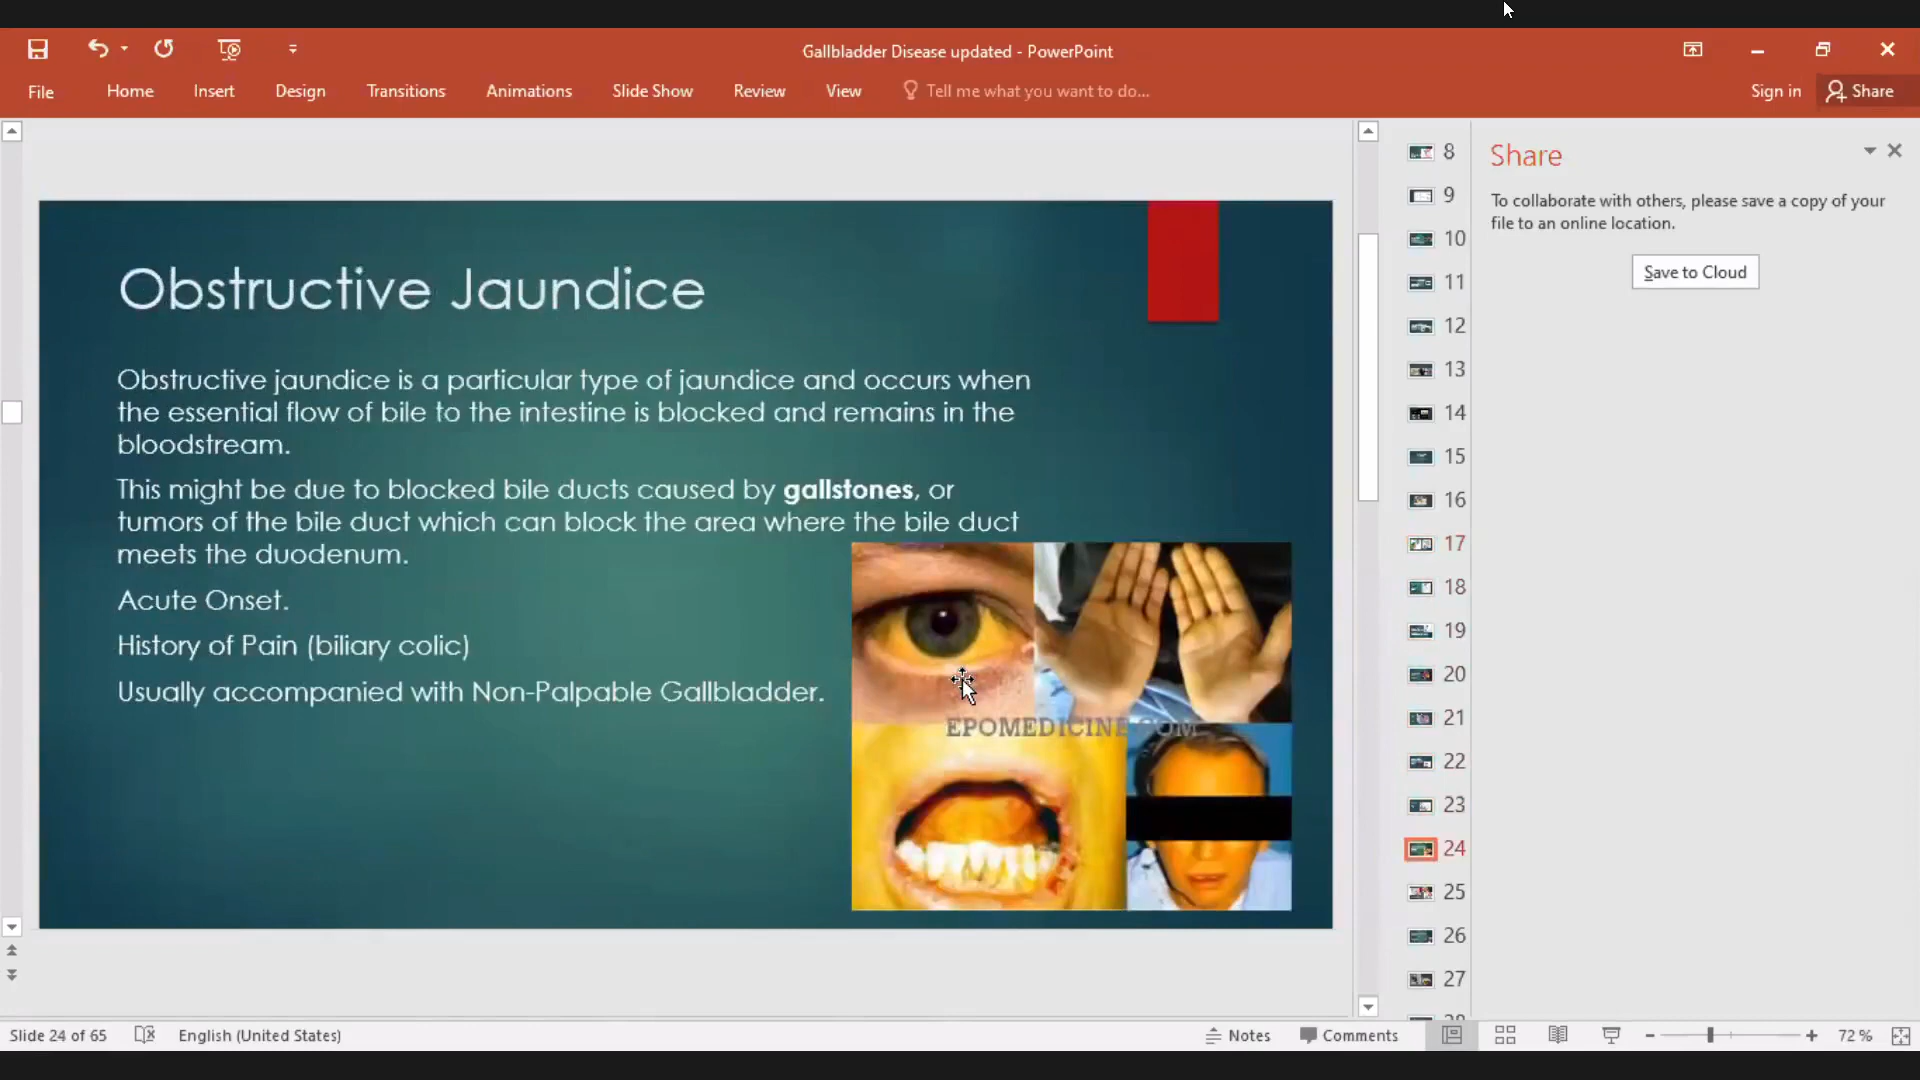 Gallbladder Disease updated - PowerPoint
File Home Insert Design Transitions Animations Slide Show Review View Tell me what you want to do... Sign in Share
Obstructive Jaundice
Obstructive jaundice is a particular type of jaundice and occurs when
the essential flow of bile to the intestine is blocked and remains in the
bloodstream.
This might be due to blocked bile ducts caused by gallstones, or
tumors of the bile duct which can block the area where the bile duct
meets the duodenum.
Acute Onset.
History of Pain (biliary colic)
Usually accompanied with Non-Palpable Gallbladder.
EPOMEDICINE.COM
8
9
10
11
12
13
14
15
16
17
18
19
20
21
22
23
24
25
26
27
Share
To collaborate with others, please save a copy of your
file to an online location.
Save to Cloud
Slide 24 of 65 English (United States) Notes Comments 72 %